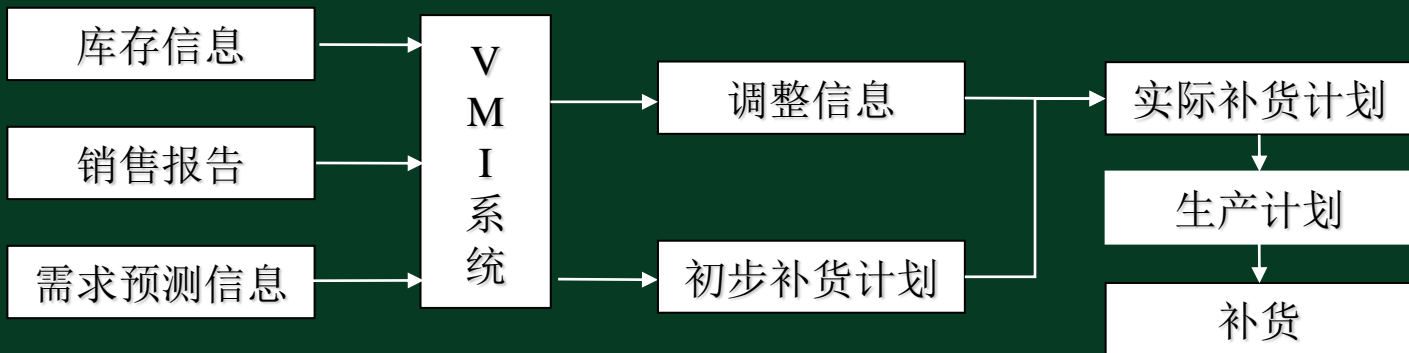 库存信息
销售报告
需求预测信息
V
M
I
系
统
调整信息
初步补货计划
实际补货计划
生产计划
补货